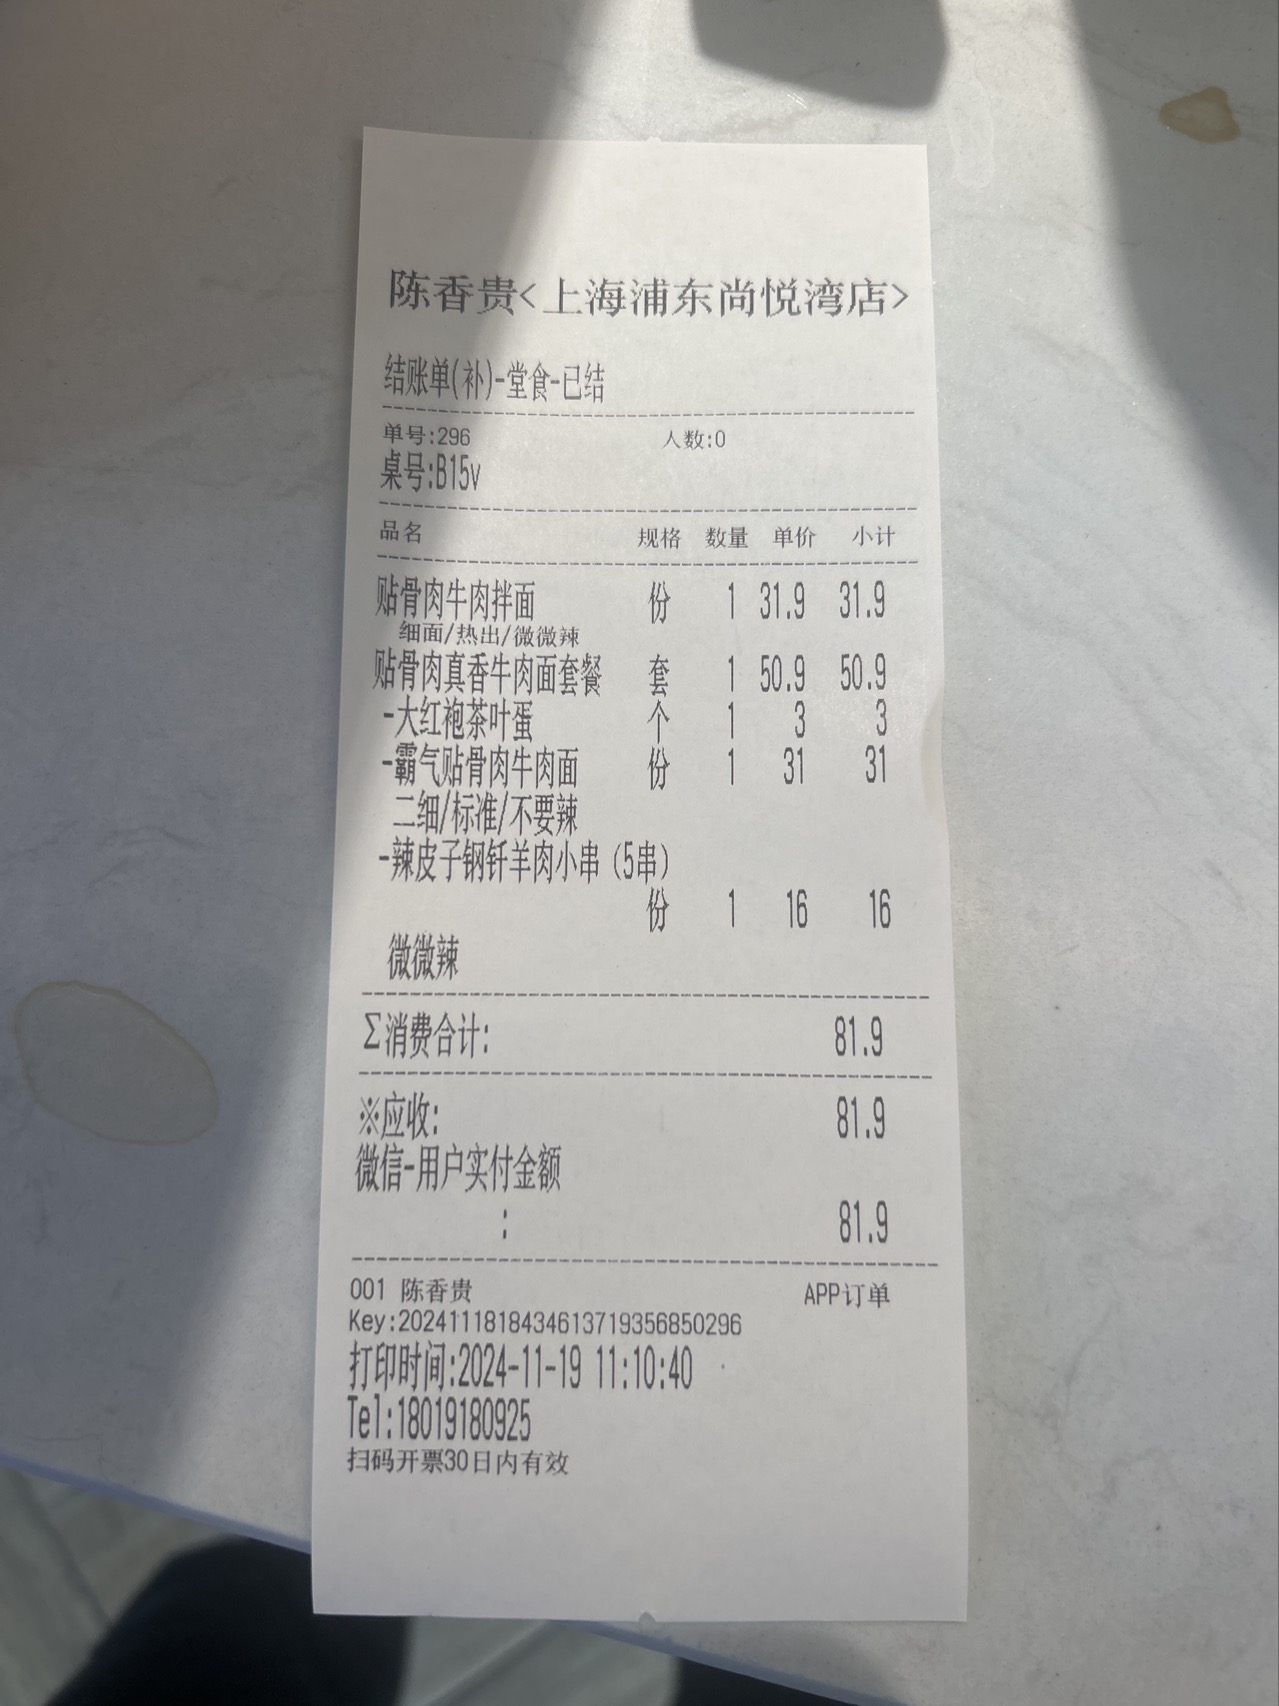 陈香贵<上海浦东尚悦湾店>
结账单(补)-堂食-已结
单号:296 人数:0
桌号:B15v
品名 规格 数量 单价 小计
贴骨肉牛肉拌面 份 1 31.9 31.9
细面/热出/微微辣
贴骨肉真香牛肉面套餐 套 1 50.9 50.9
-大红袍茶叶蛋 个 1 3 3
-霸气贴骨肉牛肉面 份 1 31 31
二细/标准/不要辣
-辣皮子钢钎羊肉小串（5串）
份 1 16 16
微微辣
Σ消费合计: 81.9
※应收: 81.9
微信-用户实付金额
: 81.9
001 陈香贵 APP订单
Key:2024111818434613719356850296
打印时间:2024-11-19 11:10:40
Tel:18019180925
扫码开票30日内有效